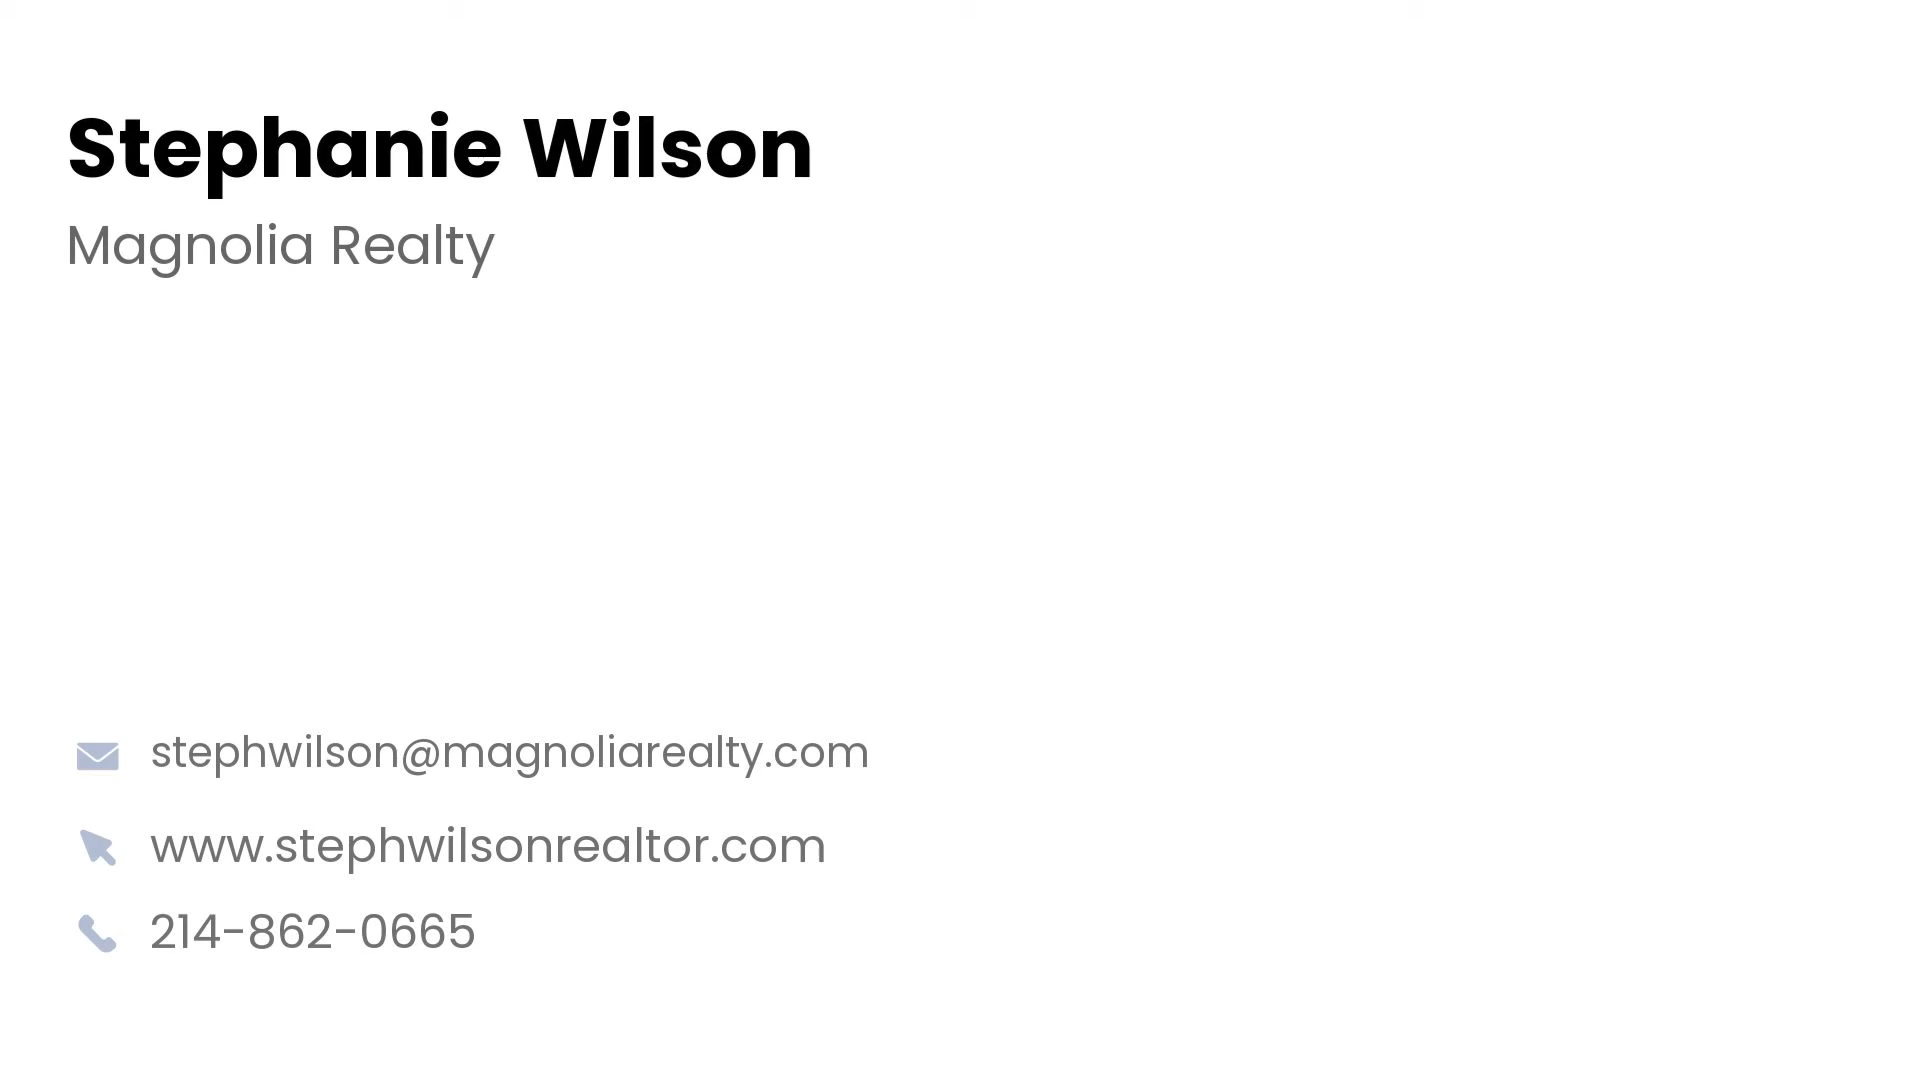 Stephanie Wilson
Magnolia Realty
stephwilson@magnoliarealty.com
www.stephwilsonrealtor.com
214-862-0665